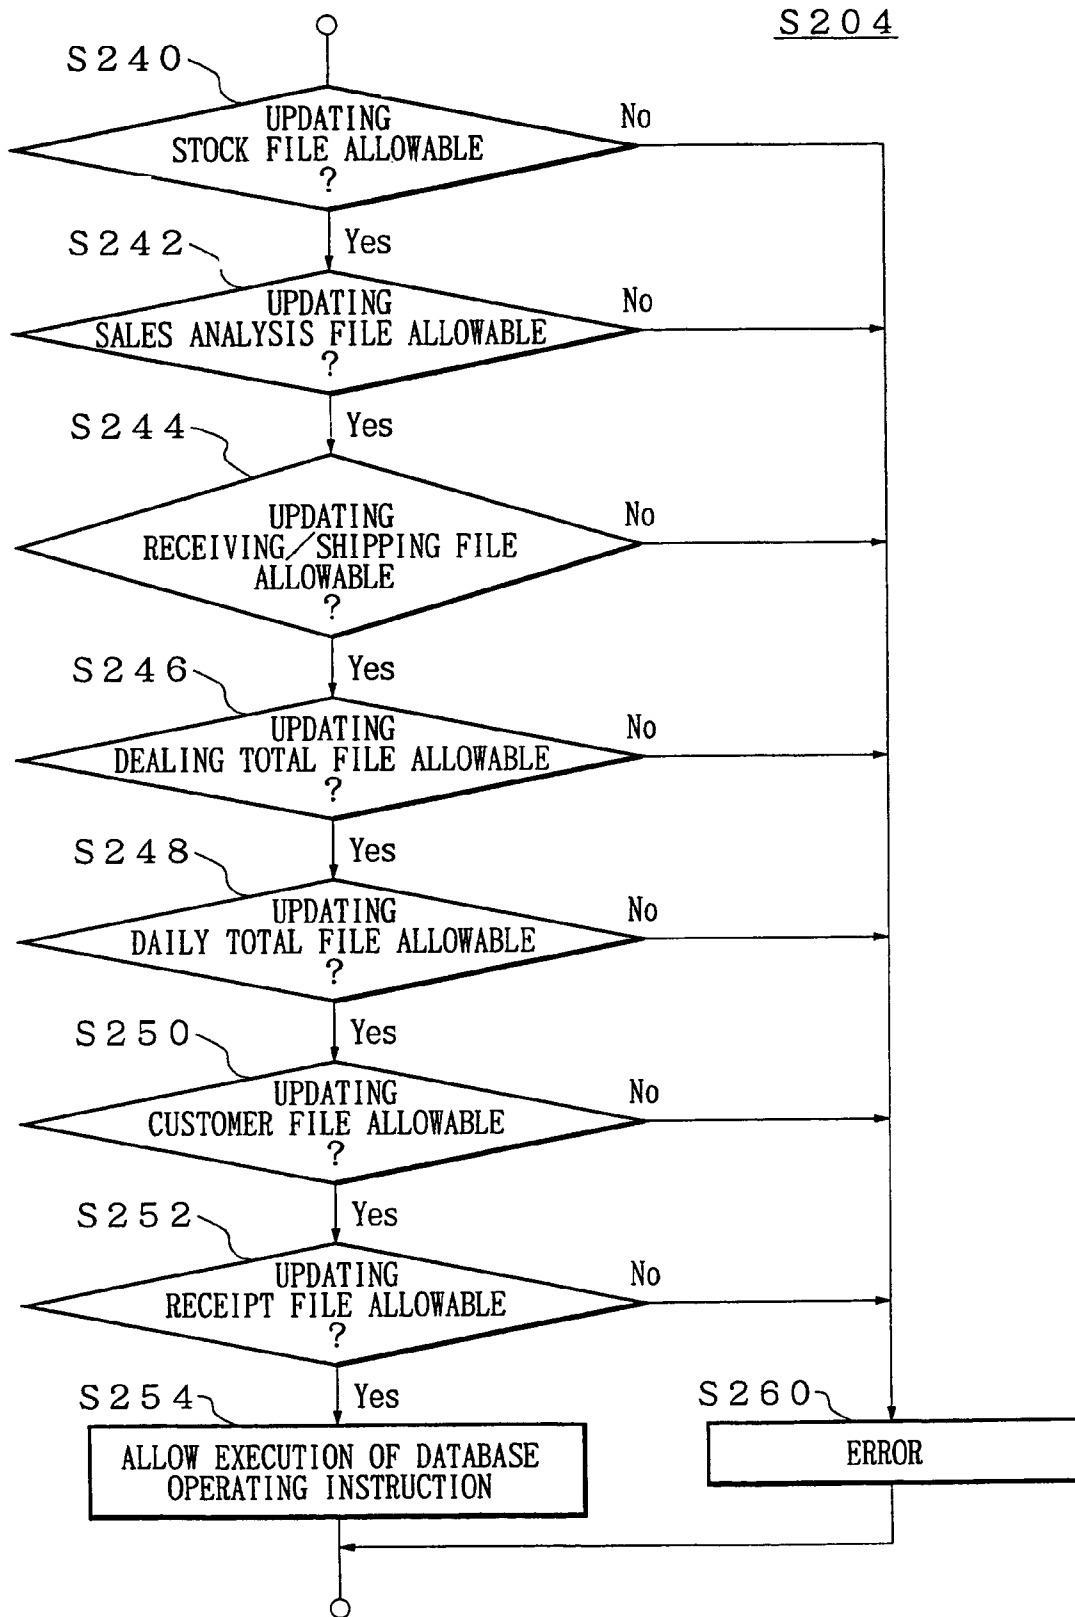 S204
S240
UPDATING
STOCK FILE ALLOWABLE
?
No
Yes
S242
UPDATING
SALES ANALYSIS FILE ALLOWABLE
?
No
Yes
S244
UPDATING
RECEIVING/SHIPPING FILE
ALLOWABLE
?
No
Yes
S246
UPDATING
DEALING TOTAL FILE ALLOWABLE
?
No
Yes
S248
UPDATING
DAILY TOTAL FILE ALLOWABLE
?
No
Yes
S250
UPDATING
CUSTOMER FILE ALLOWABLE
?
No
Yes
S252
UPDATING
RECEIPT FILE ALLOWABLE
?
No
Yes
S254
ALLOW EXECUTION OF DATABASE
OPERATING INSTRUCTION
S260
ERROR